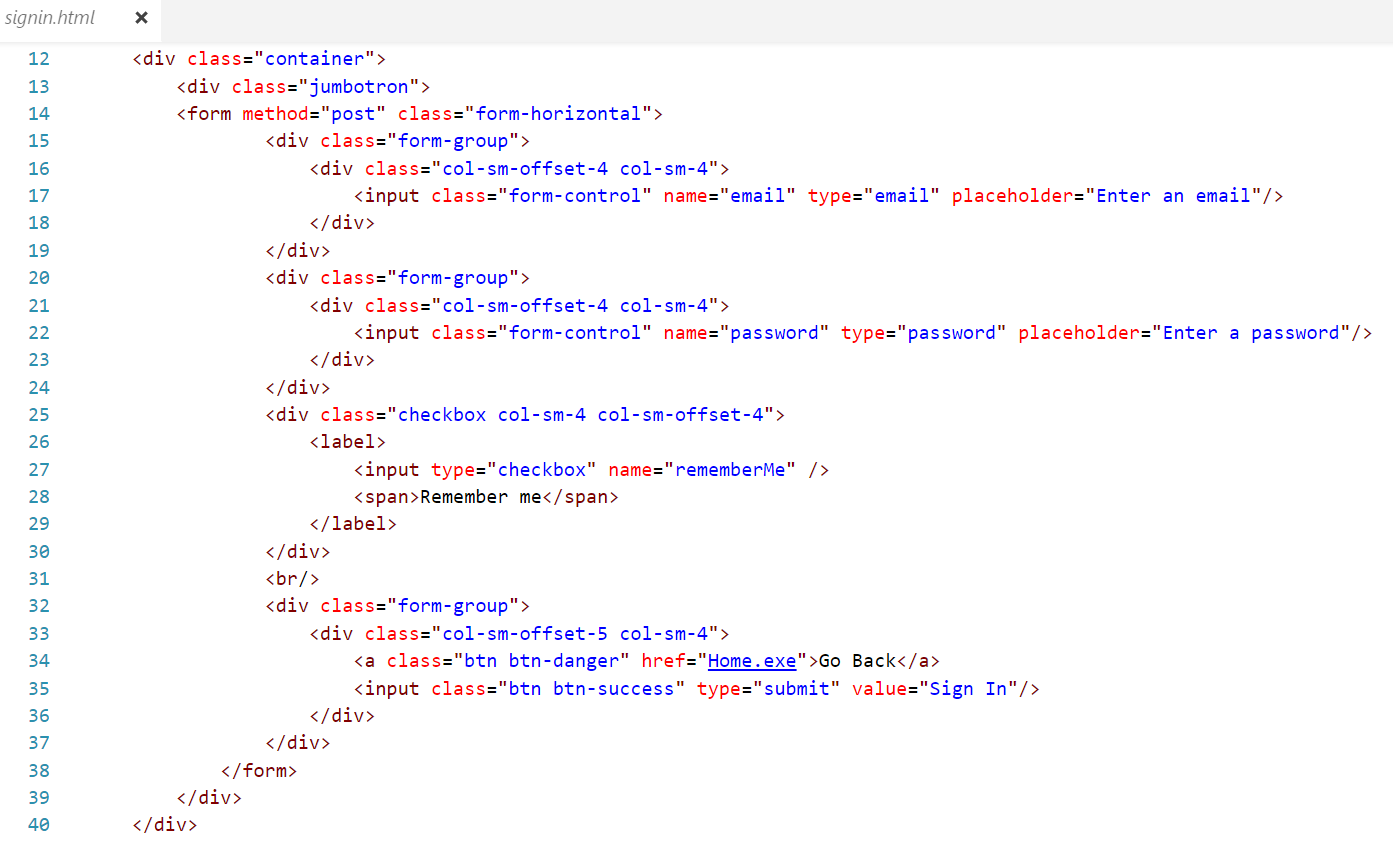 signin.html ×
12 <div class="container">
13 <div class="jumbotron">
14 <form method="post" class="form-horizontal">
15 <div class="form-group">
16 <div class="col-sm-offset-4 col-sm-4">
17 <input class="form-control" name="email" type="email" placeholder="Enter an email"/>
18 </div>
19 </div>
20 <div class="form-group">
21 <div class="col-sm-offset-4 col-sm-4">
22 <input class="form-control" name="password" type="password" placeholder="Enter a password"/>
23 </div>
24 </div>
25 <div class="checkbox col-sm-4 col-sm-offset-4">
26 <label>
27 <input type="checkbox" name="rememberMe" />
28 <span>Remember me</span>
29 </label>
30 </div>
31 <br/>
32 <div class="form-group">
33 <div class="col-sm-offset-5 col-sm-4">
34 <a class="btn btn-danger" href="Home.exe">Go Back</a>
35 <input class="btn btn-success" type="submit" value="Sign In"/>
36 </div>
37 </div>
38 </form>
39 </div>
40 </div>